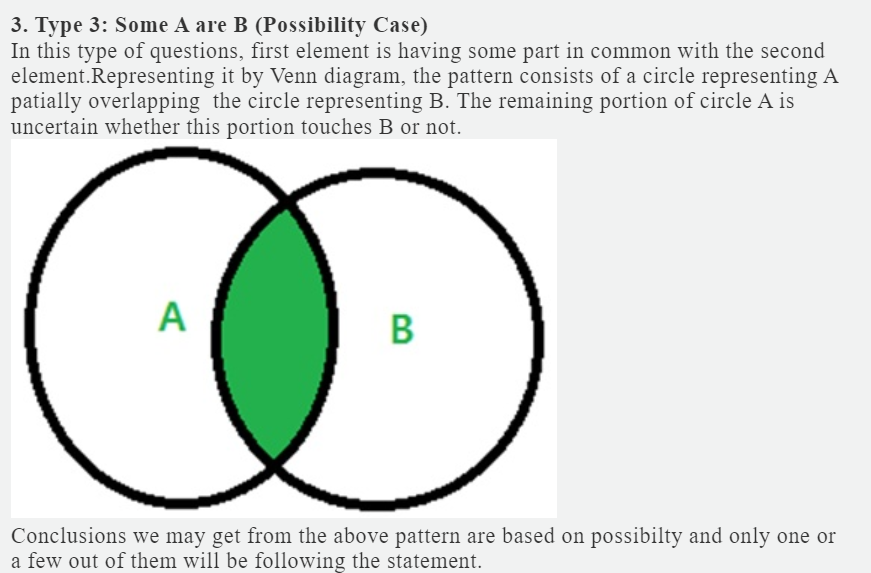 3. Type 3: Some A are B (Possibility Case)
In this type of questions, first element is having some part in common with the second
element.Representing it by Venn diagram, the pattern consists of a circle representing A
patially overlapping  the circle representing B. The remaining portion of circle A is
uncertain whether this portion touches B or not.
A
B
Conclusions we may get from the above pattern are based on possibilty and only one or
a few out of them will be following the statement.